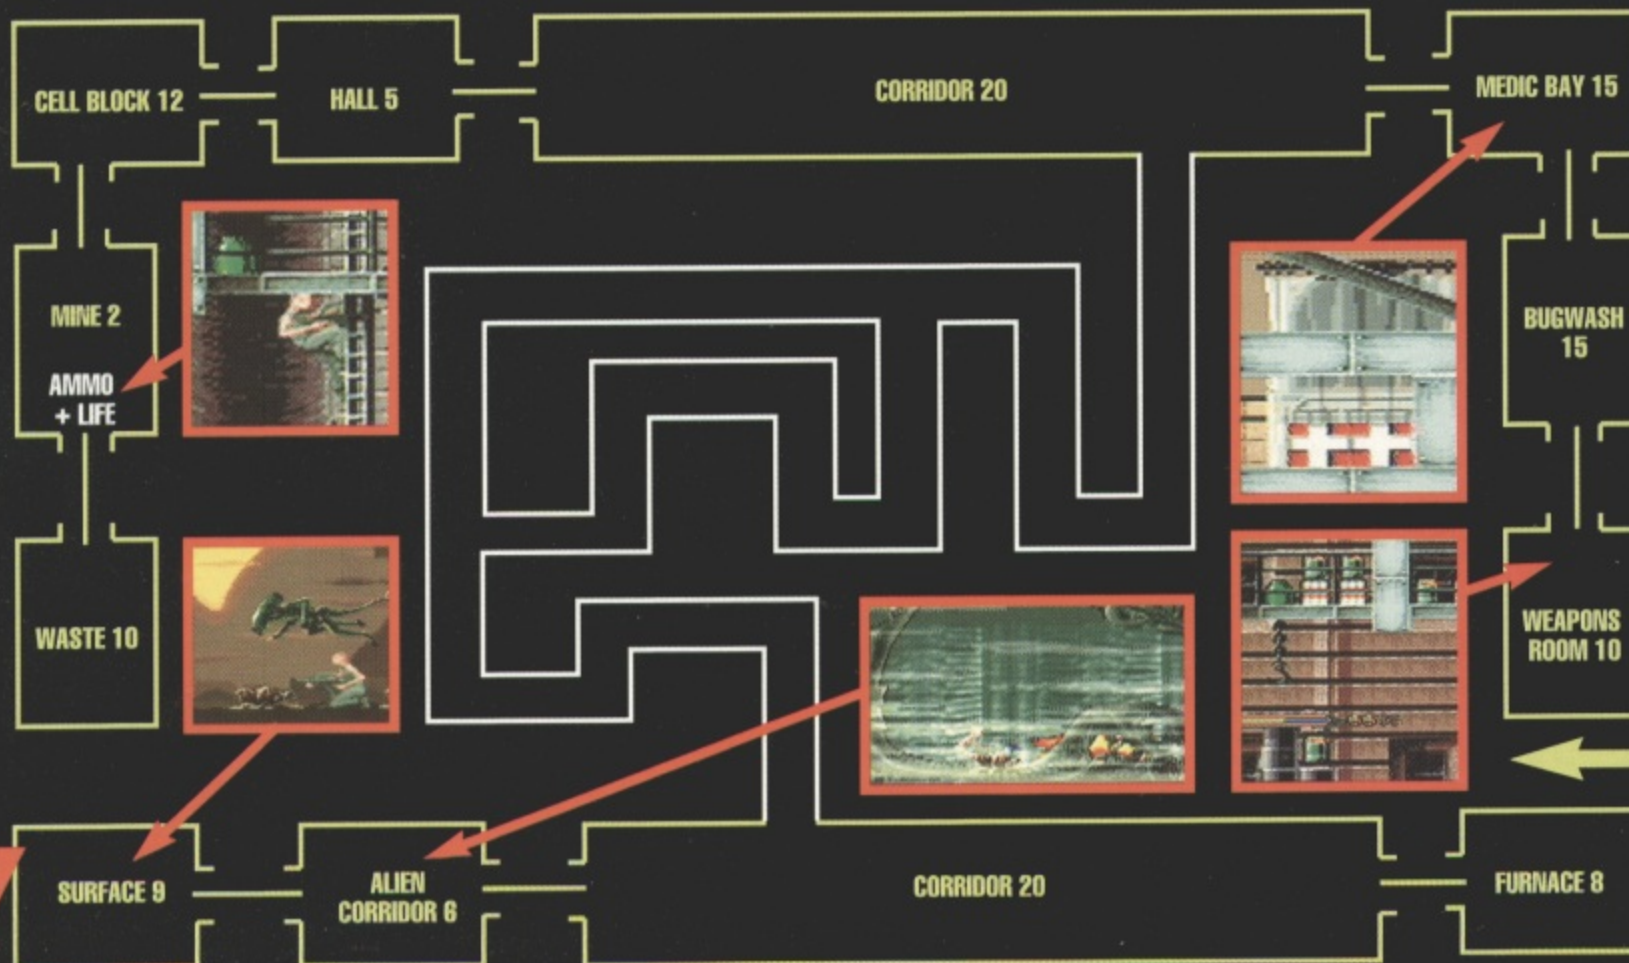 CELL BLOCK 12
HALL 5
CORRIDOR 20
MEDIC BAY 15
MINE 2
AMMO
+ LIFE
BUGWASH
15
WASTE 10
WEAPONS
ROOM 10
SURFACE 9
ALIEN
CORRIDOR 6
CORRIDOR 20
FURNACE 8